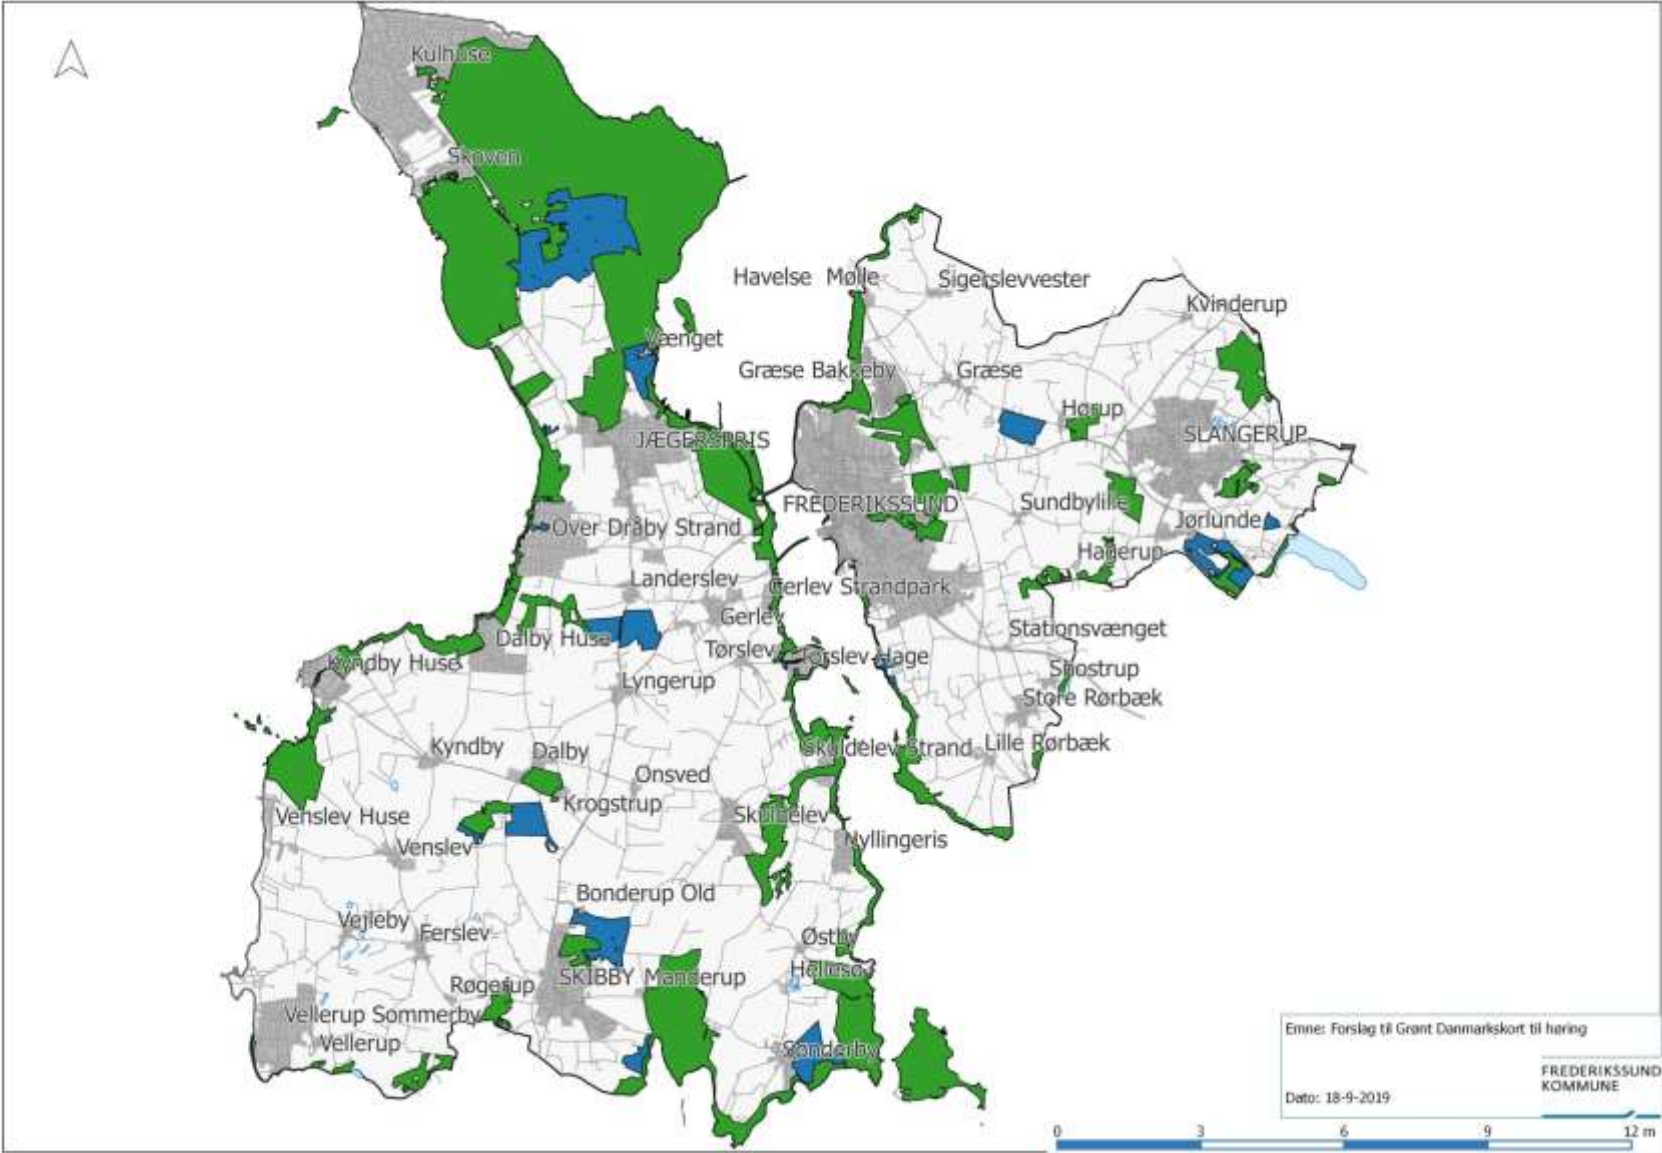 Kulhuse
Skoven
Havelse Mølle
Sigerslevvester
Kvinderup
Vænget
Græse Bakkeby
Græse
Hørup
JÆGERSPRIS
SLANGERUP
FREDERIKSSUND
Sundbylille
Over Dråby Strand
Jørlunde
Hagerup
Landerslev
Gerlev Strandpark
Gerlev
Stationsvænget
Dalby Huse
Tørslev
Tørslev Hage
Kyndby Huse
Sbostrup
Lyngerup
Store Rørbæk
Kyndby
Dalby
Skuldelev Strand
Lille Rørbæk
Onsved
Krogstrup
Venslev Huse
Skuldelev
Venslev
Nyllingeris
Bonderup Old
Vejleby
Ferslev
Østby
Hellesø
SKIBBY
Manderup
Røgerup
Vellerup Sommerby
Vellerup
Sønderby
Emne: Forslag til Grønt Danmarkskort til høring
FREDERIKSSUND
KOMMUNE
Dato: 18-9-2019
0 3 6 9 12 m